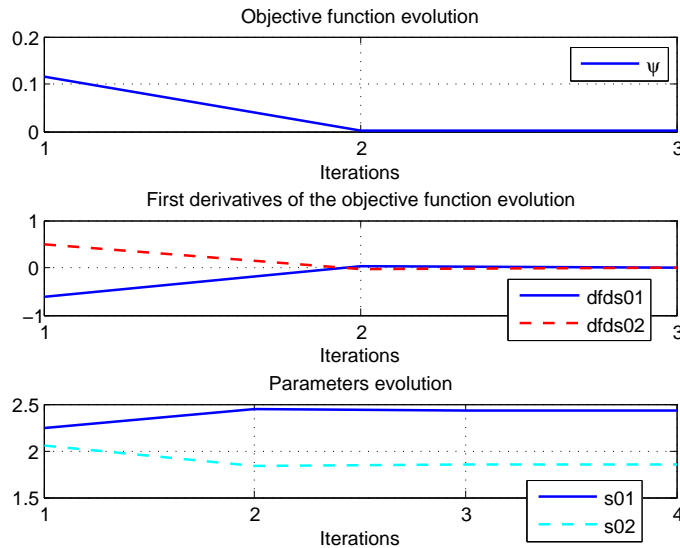 Objective function evolution
0.2
0.1
0
ψ
1 2 3
Iterations
First derivatives of the objective function evolution
1
0
−1
dfds01
dfds02
1 2 3
Iterations
Parameters evolution
2.5
2
1.5
s01
s02
1 2 3 4
Iterations